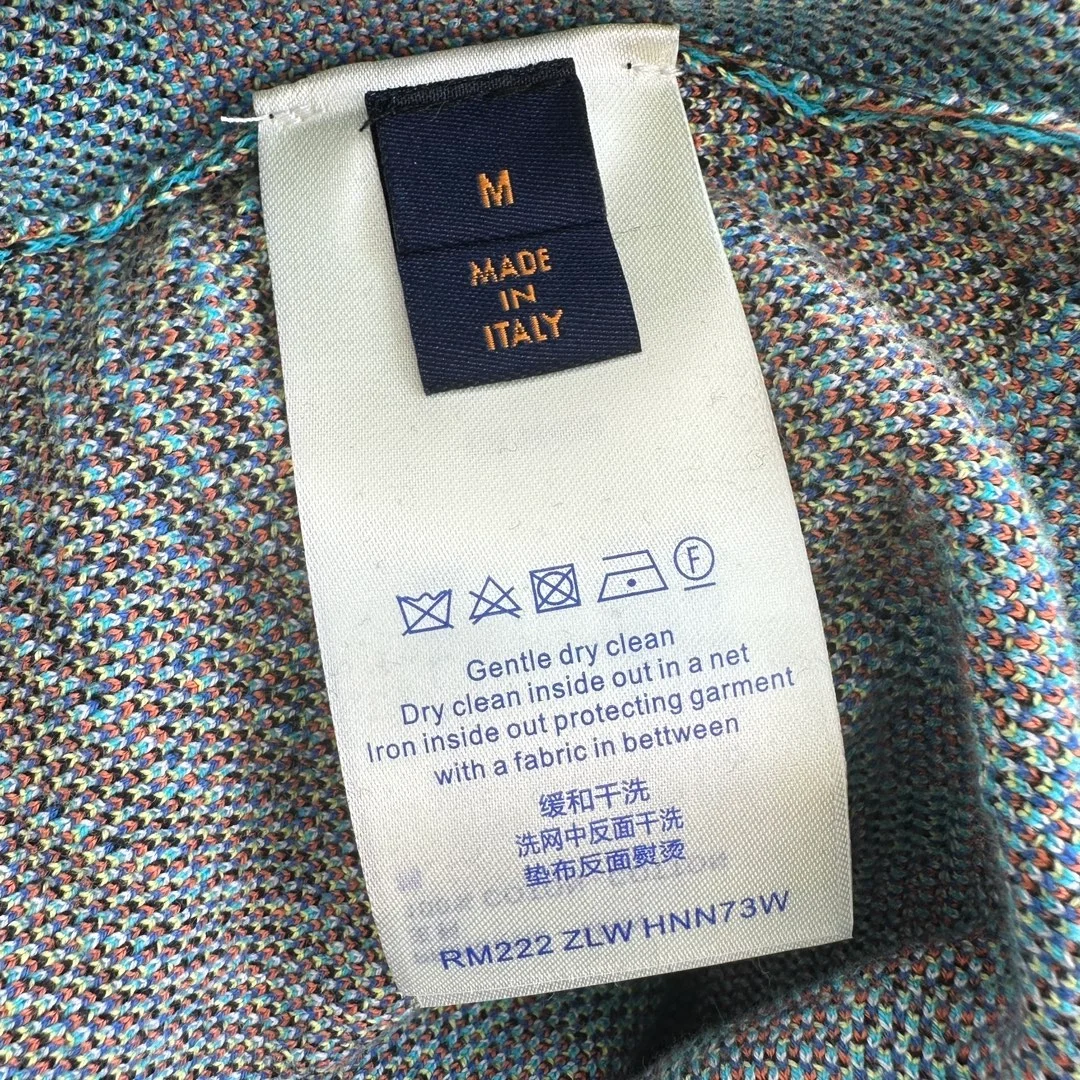 M
MADE
IN
ITALY
F
Gentle dry clean
Dry clean inside out in a net
Iron inside out protecting garment
with a fabric in bettween
缓和干洗
洗网中反面干洗
垫布反面熨烫
RM222 ZLW HNN73W